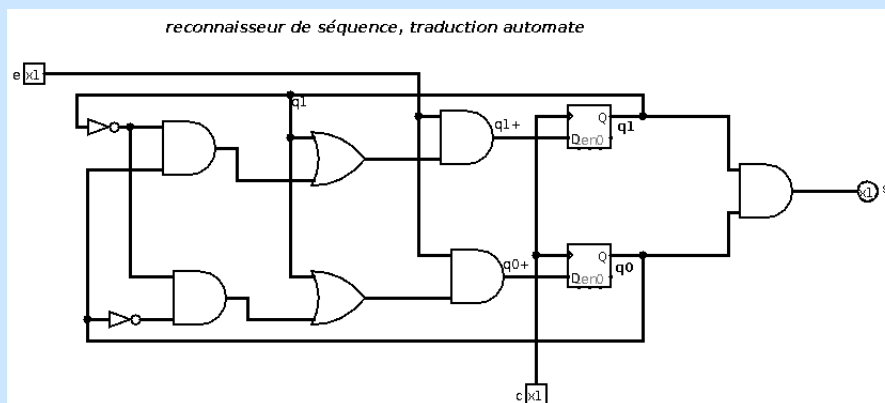 reconnaisseur de séquence, traduction automate
e x1
q1
q1+
Q
D en0
q1
x1 s
q0+
Q
D en0
q0
c x1